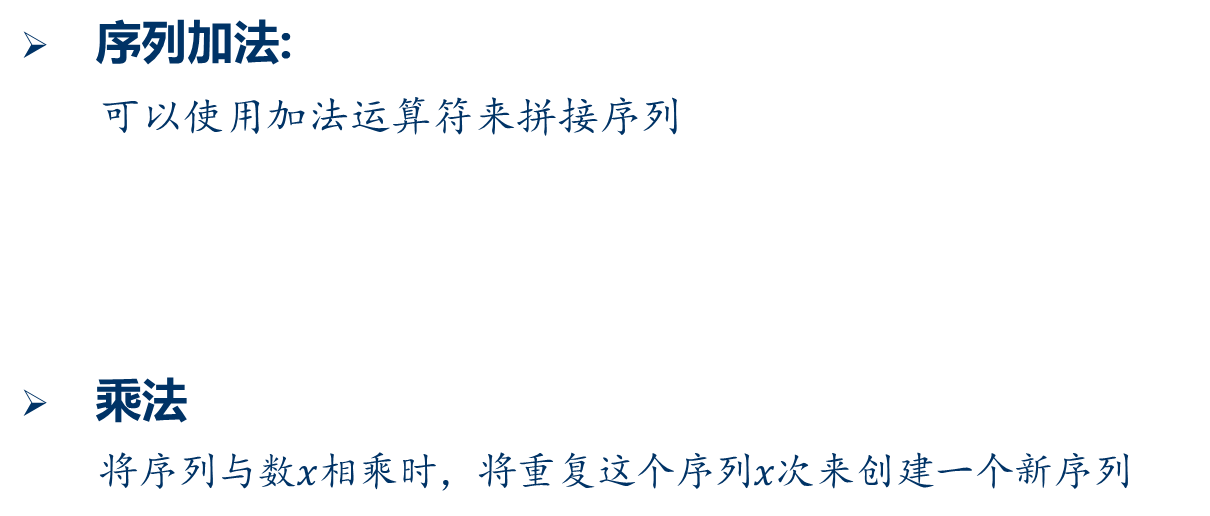 ➢ 序列加法:
可以使用加法运算符来拼接序列
➢ 乘法
将序列与数x相乘时，将重复这个序列x次来创建一个新序列